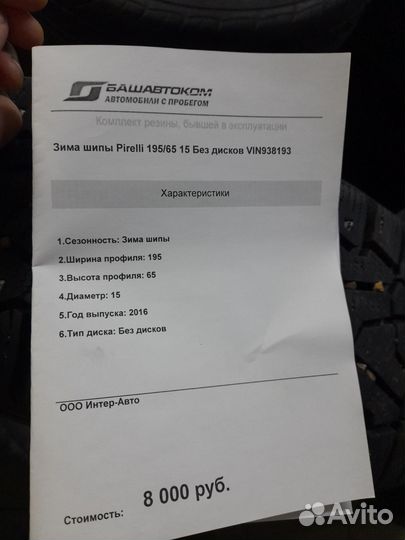 БАШАВТОКОМ
АВТОМОБИЛИ С ПРОБЕГОМ
Комплект резины, бывшей в эксплуатации
Зима шипы Pirelli 195/65 15 Без дисков VIN938193
Характеристики
1.Сезонность: Зима шипы
2.Ширина профиля: 195
3.Высота профиля: 65
4.Диаметр: 15
5.Год выпуска: 2016
6.Тип диска: Без дисков
ООО Интер-Авто
Стоимость: 8 000 руб.
Avito